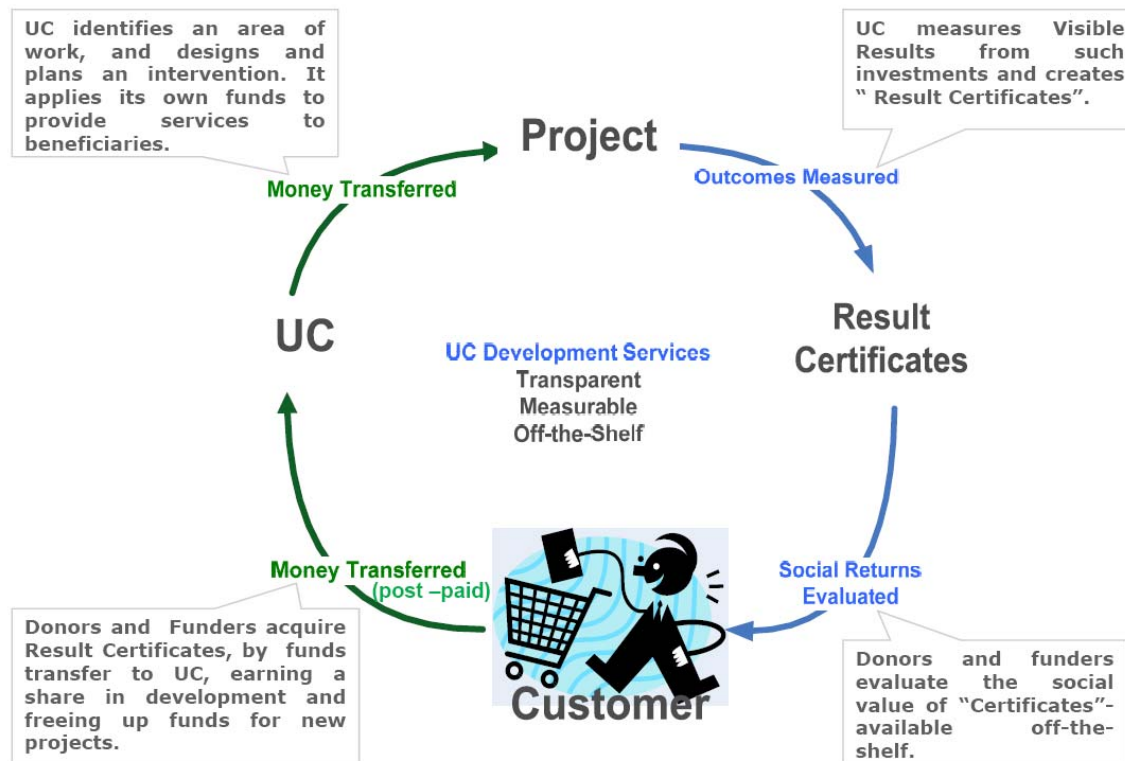 UC identifies an area of
work, and designs and
plans an intervention. It
applies its own funds to
provide services to
beneficiaries.
UC measures Visible
Results from such
investments and creates
“ Result Certificates”.
Project
Money Transferred
Outcomes Measured
UC
Result
Certificates
UC Development Services
Transparent
Measurable
Off-the-Shelf
Money Transferred
(post –paid)
Social Returns
Evaluated
Customer
Donors and Funders acquire
Result Certificates, by funds
transfer to UC, earning a
share in development and
freeing up funds for new
projects.
Donors and funders
evaluate the social
value of “Certificates”-
available off-the-
shelf.